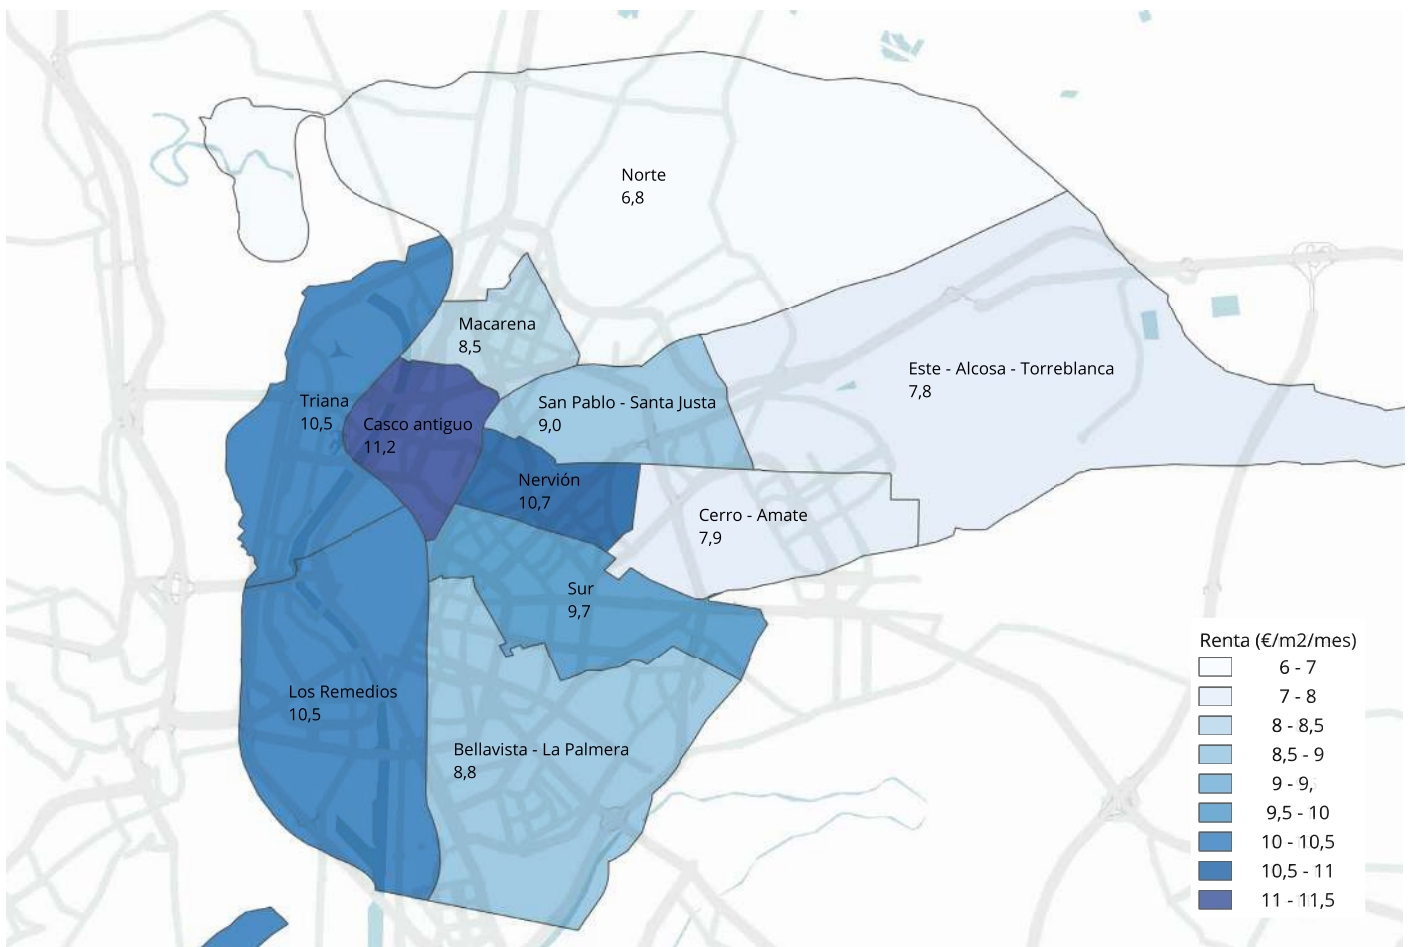 Norte
6,8
Macarena
8,5
Este - Alcosa - Torreblanca
7,8
Triana
10,5
San Pablo - Santa Justa
9,0
Casco antiguo
11,2
Nervión
10,7
Cerro - Amate
7,9
Sur
9,7
Los Remedios
10,5
Bellavista - La Palmera
8,8
Renta (€/m2/mes)
6 - 7
7 - 8
8 - 8,5
8,5 - 9
9 - 9,
9,5 - 10
10 - 10,5
10,5 - 11
11 - 11,5